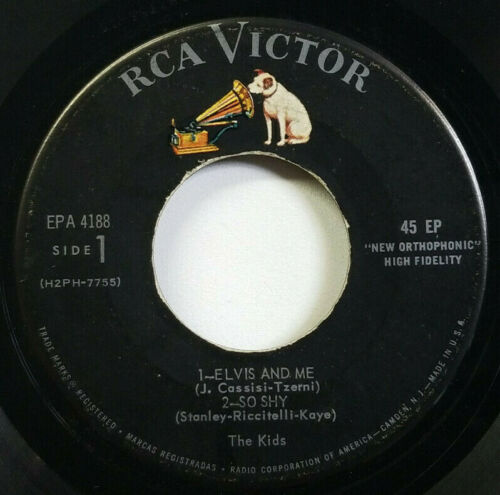 RCA VICTOR
EPA 4188
SIDE 1
(H2PH-7755)
45 EP
"NEW ORTHOPHONIC"
HIGH FIDELITY
1—ELVIS AND ME
(J. Cassisi-Tzerni)
2—SO SHY
(Stanley-Riccitelli-Kaye)
The Kids
TRADE MARKS ® REGISTERED • MARCAS REGISTRADAS • RADIO CORPORATION OF AMERICA—CAMDEN, N.J.—MADE IN U.S.A.